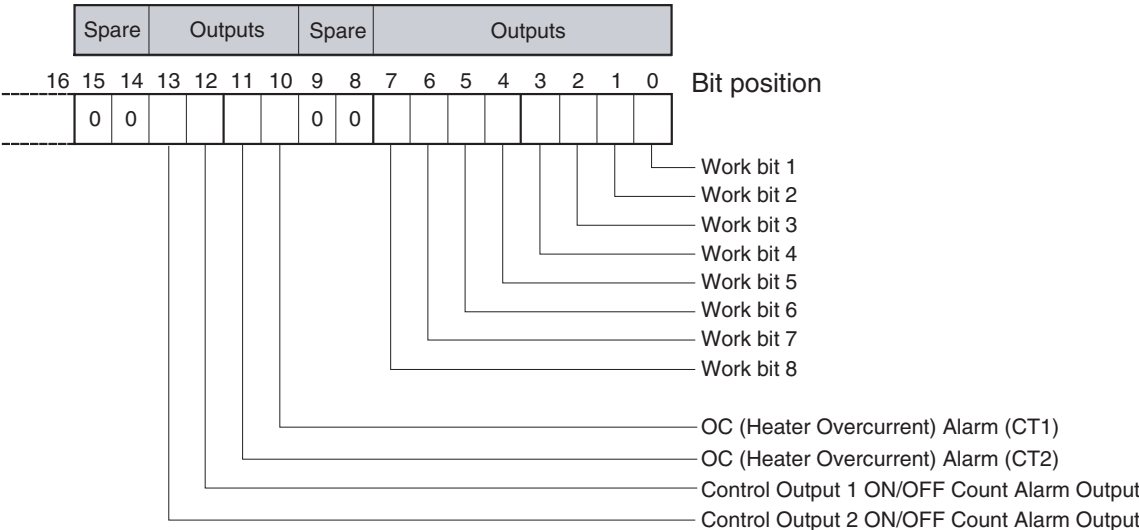 Spare Outputs Spare Outputs
16 15 14 13 12 11 10 9 8 7 6 5 4 3 2 1 0 Bit position
0 0 0 0
Work bit 1
Work bit 2
Work bit 3
Work bit 4
Work bit 5
Work bit 6
Work bit 7
Work bit 8
OC (Heater Overcurrent) Alarm (CT1)
OC (Heater Overcurrent) Alarm (CT2)
Control Output 1 ON/OFF Count Alarm Output
Control Output 2 ON/OFF Count Alarm Output